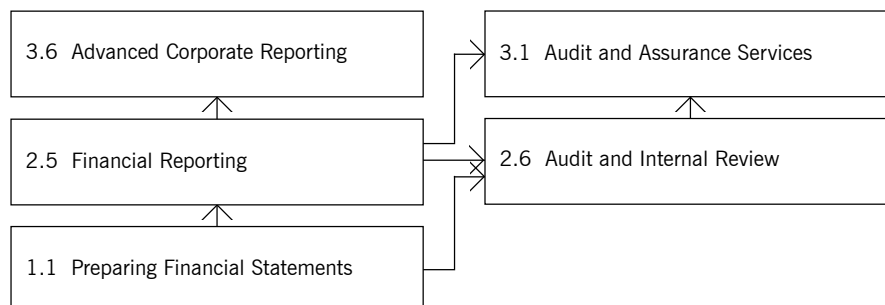 3.6 Advanced Corporate Reporting
3.1 Audit and Assurance Services
2.5 Financial Reporting
2.6 Audit and Internal Review
1.1 Preparing Financial Statements